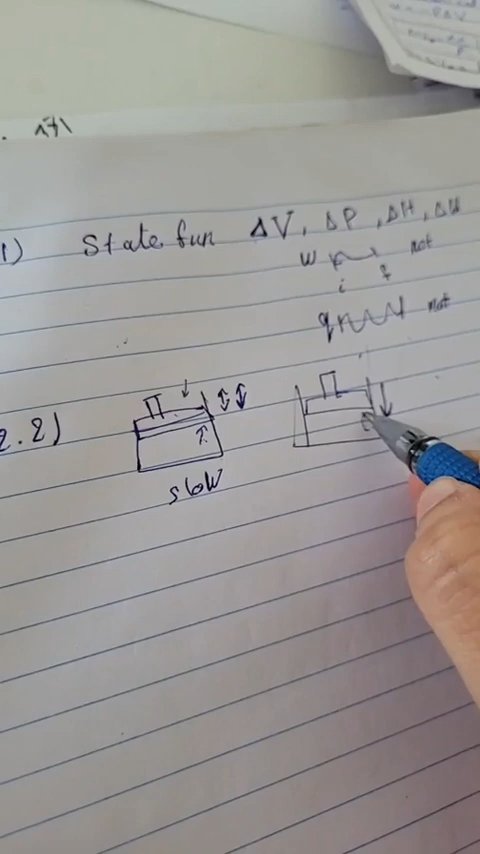 1) State fun ΔV, ΔP, ΔH, ΔU
w i f not
q not
2.2)
slow